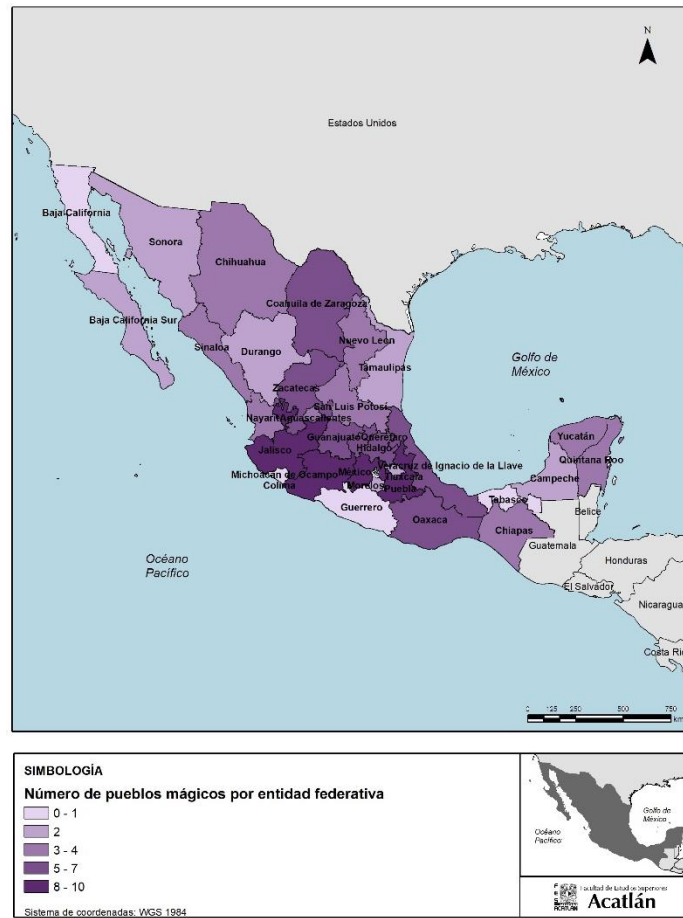 N
Estados Unidos
Baja California
Sonora
Chihuahua
Coahuila de Zaragoza
Baja California Sur
Sinaloa
Durango
Nuevo León
Tamaulipas
Golfo de
México
Zacatecas
San Luis Potosí
Nayarit
Aguascalientes
Guanajuato
Querétaro
Hidalgo
Yucatán
Quintana Roo
Jalisco
Veracruz de Ignacio de la Llave
Michoacán de Ocampo
México
Tlaxcala
Campeche
Colima
Morelos
Puebla
Tabasco
Guerrero
Oaxaca
Chiapas
Belice
Guatemala
Océano
Pacífico
Honduras
El Salvador
Nicaragua
0 125 250 500 750
km
SIMBOLOGÍA
Número de pueblos mágicos por entidad federativa
0 - 1
2
3 - 4
5 - 7
8 - 10
Sistema de coordenadas: WGS 1984
Golfo de
México
Océano
Pacífico
Facultad de Estudios Superiores
Acatlán